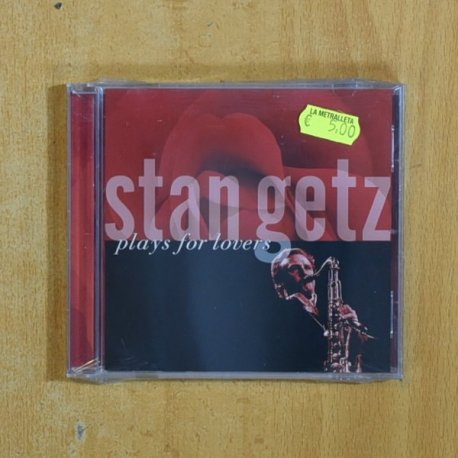 LA METRALLETA
€ 5,00
stan getz
plays for lovers